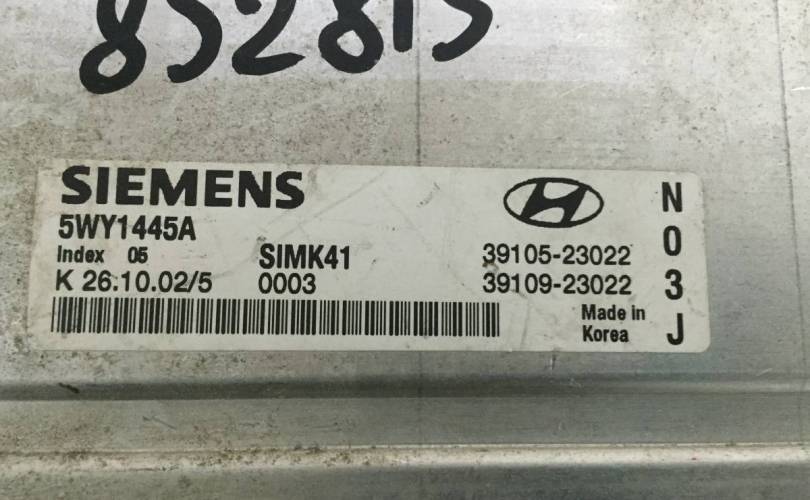 852815
SIEMENS
5WY1445A
Index 05 SIMK41 39105-23022
K 26.10.02/5 0003 39109-23022
Made in
Korea
N
0
3
J